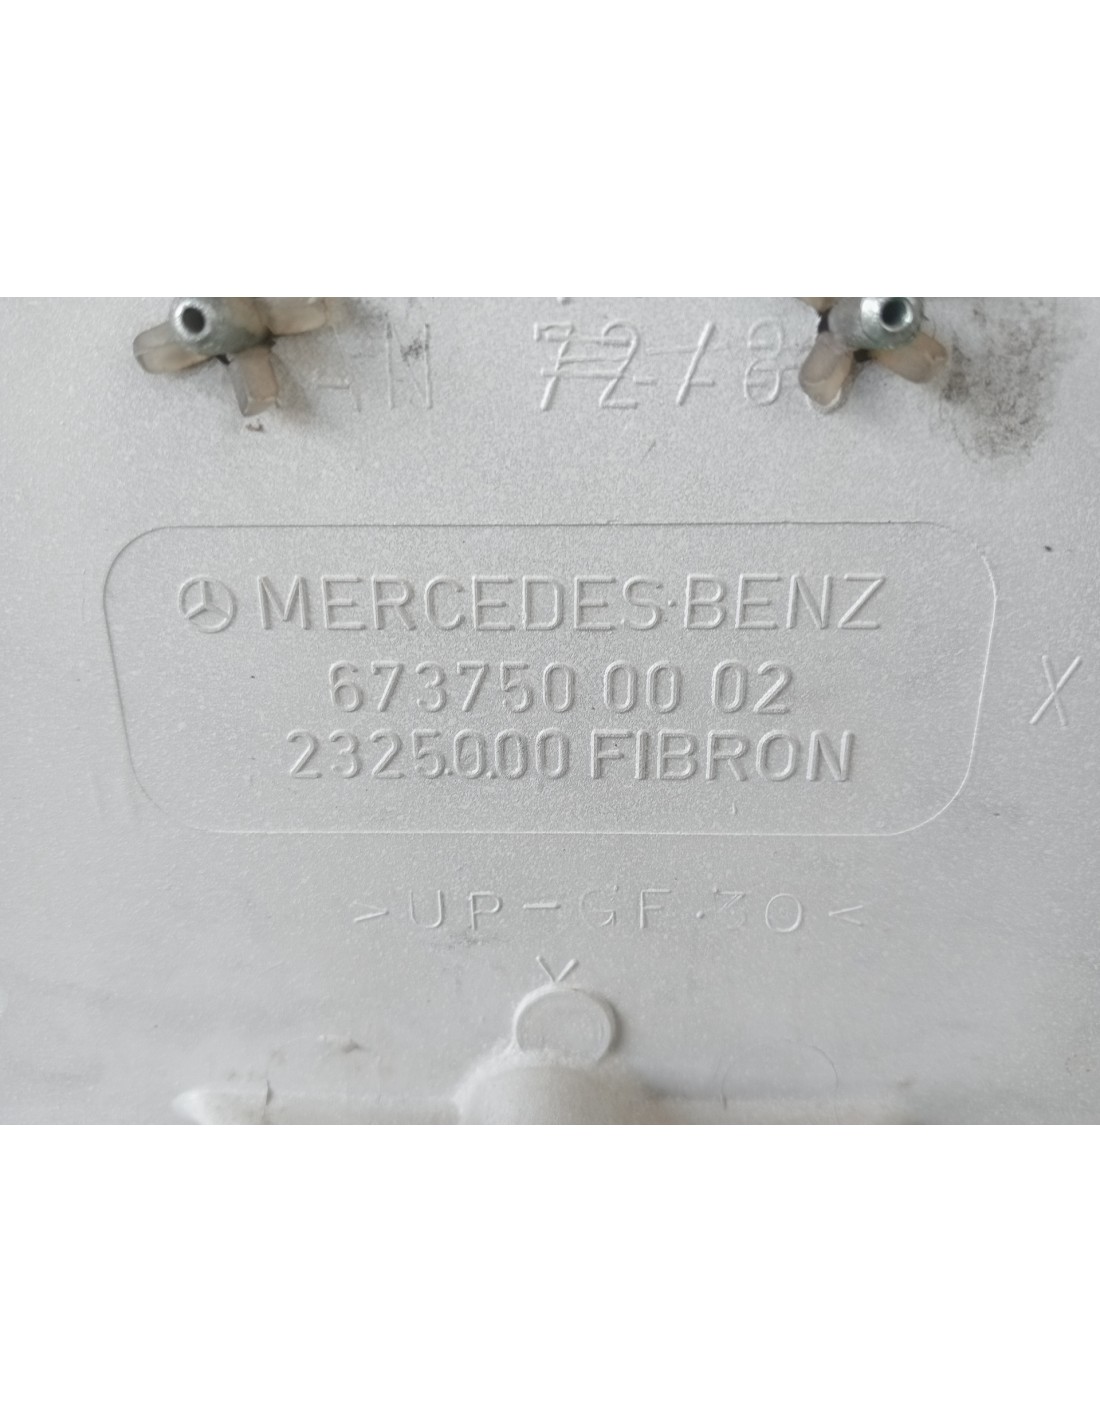 MERCEDES-BENZ
673750 00 02
2325.0.00 FIBRON
X
>UP-GF.30<